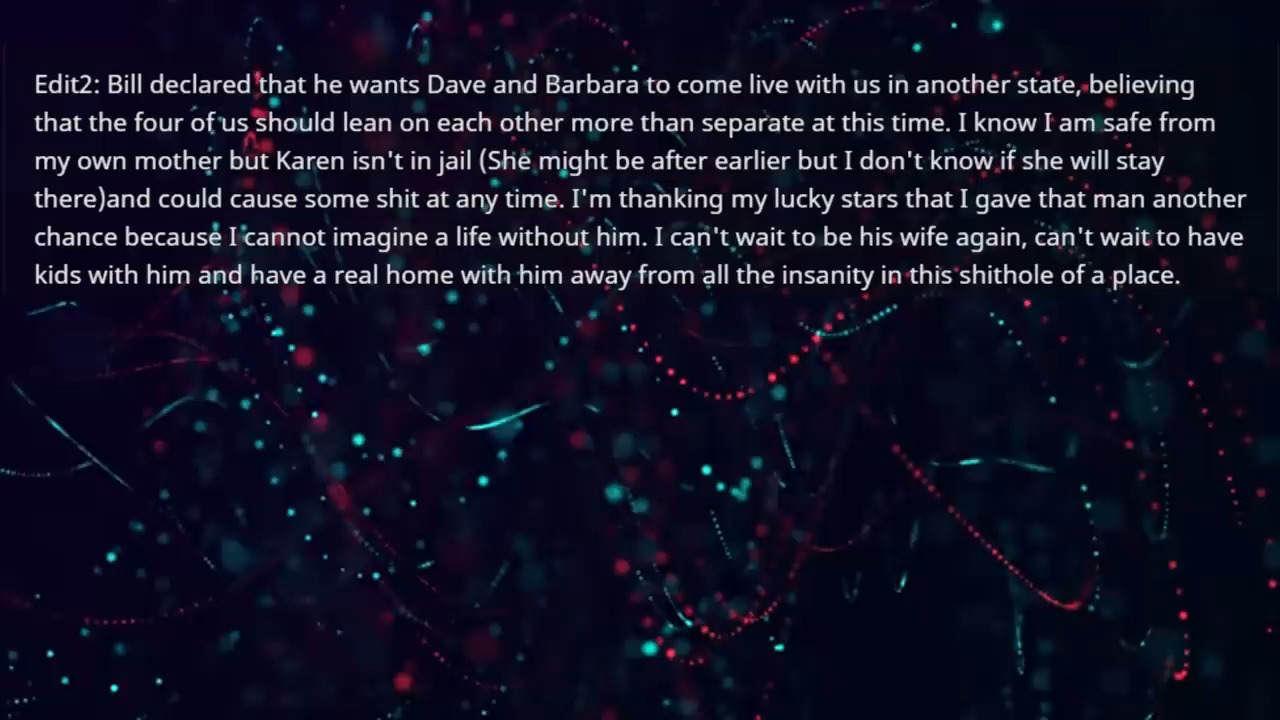 Edit2: Bill declared that he wants Dave and Barbara to come live with us in another state, believing
that the four of us should lean on each other more than separate at this time. I know I am safe from
my own mother but Karen isn't in jail (She might be after earlier but I don't know if she will stay
there)and could cause some shit at any time. I'm thanking my lucky stars that I gave that man another
chance because I cannot imagine a life without him. I can't wait to be his wife again, can't wait to have
kids with him and have a real home with him away from all the insanity in this shithole of a place.